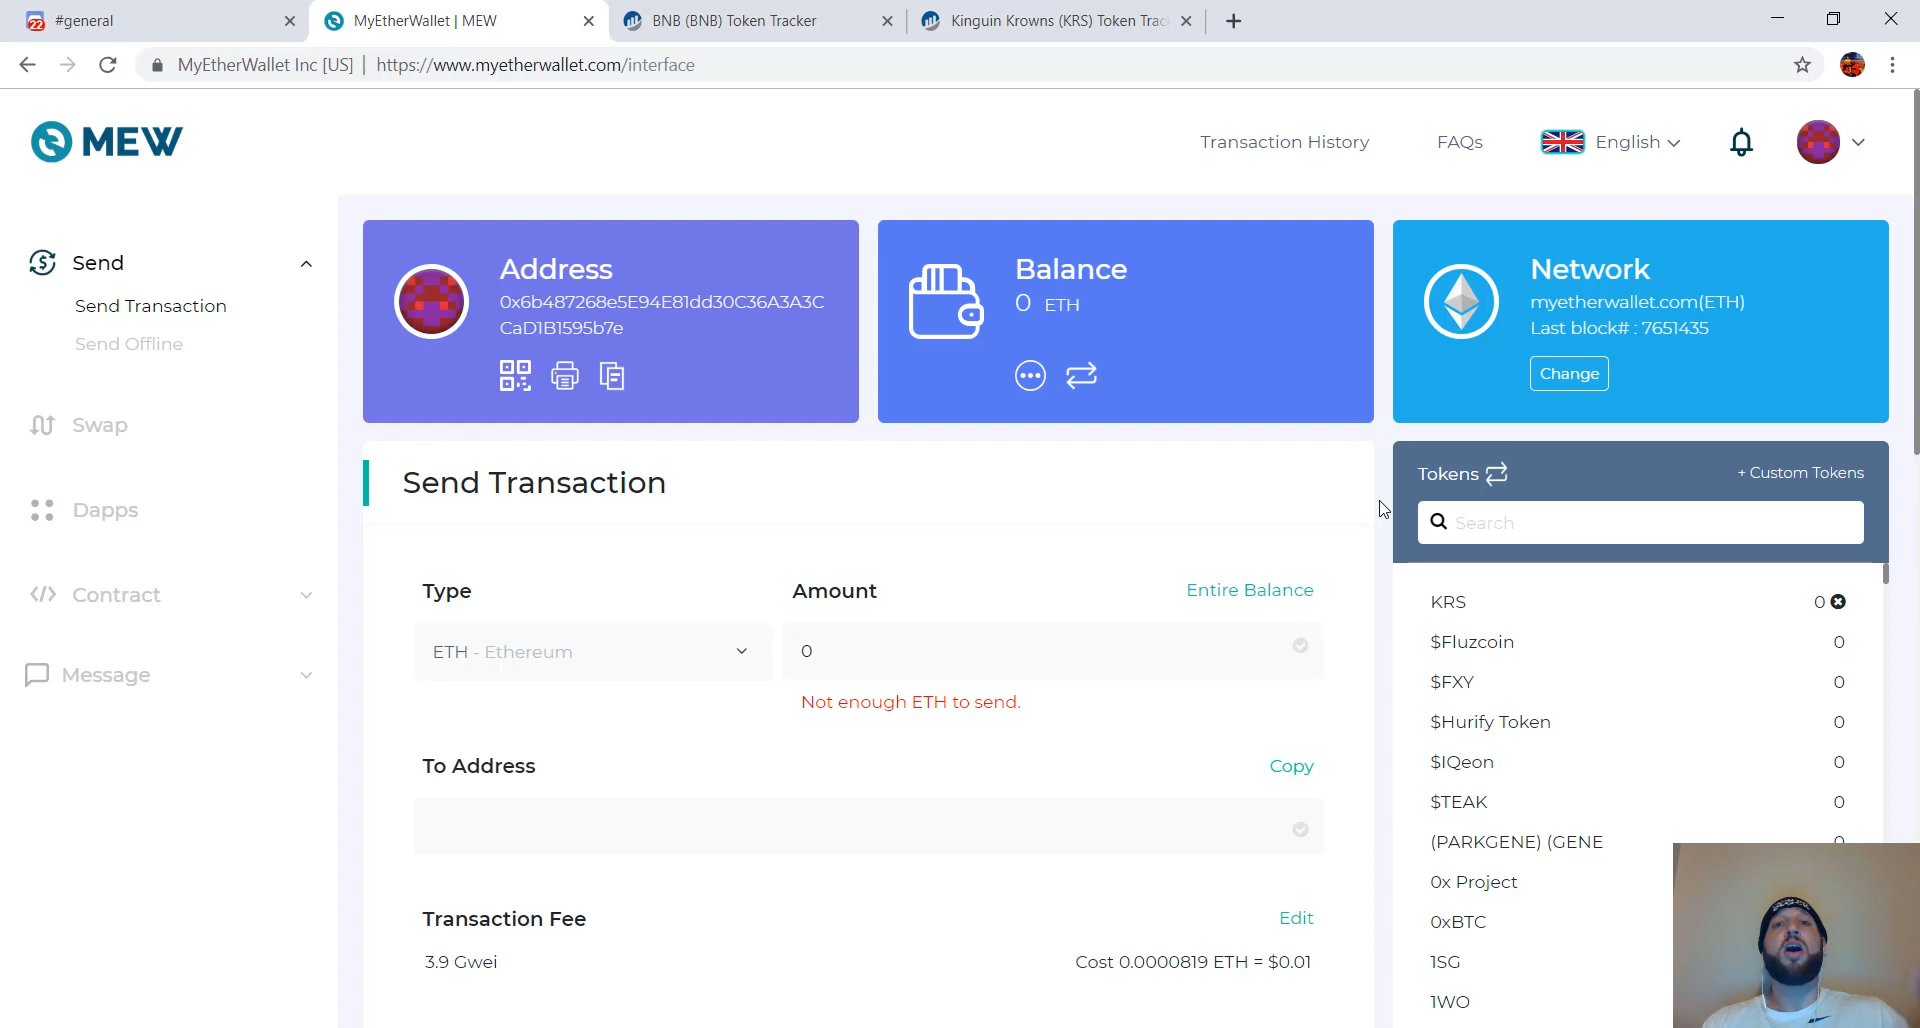 22
#general
MyEtherWallet | MEW
BNB (BNB) Token Tracker
Kinguin Krowns (KRS) Token Trac
MyEtherWallet Inc [US] | https://www.myetherwallet.com/interface
MEW
Transaction History
FAQs
English
Send
Send Transaction
Send Offline
Swap
Dapps
Contract
Message
Address
0x6b487268e5E94E81dd30C36A3A3C
CaD1B1595b7e
Balance
0 ETH
Network
myetherwallet.com(ETH)
Last block# : 7651435
Change
Send Transaction
Type
ETH - Ethereum
Amount
Entire Balance
0
Not enough ETH to send.
To Address
Copy
Transaction Fee
Edit
3.9 Gwei
Cost 0.0000819 ETH = $0.01
Tokens
+ Custom Tokens
Search
KRS 0
$Fluzcoin 0
$FXY 0
$Hurify Token 0
$IQeon 0
$TEAK 0
(PARKGENE) (GENE 0
0x Project
0xBTC
1SG
1WO